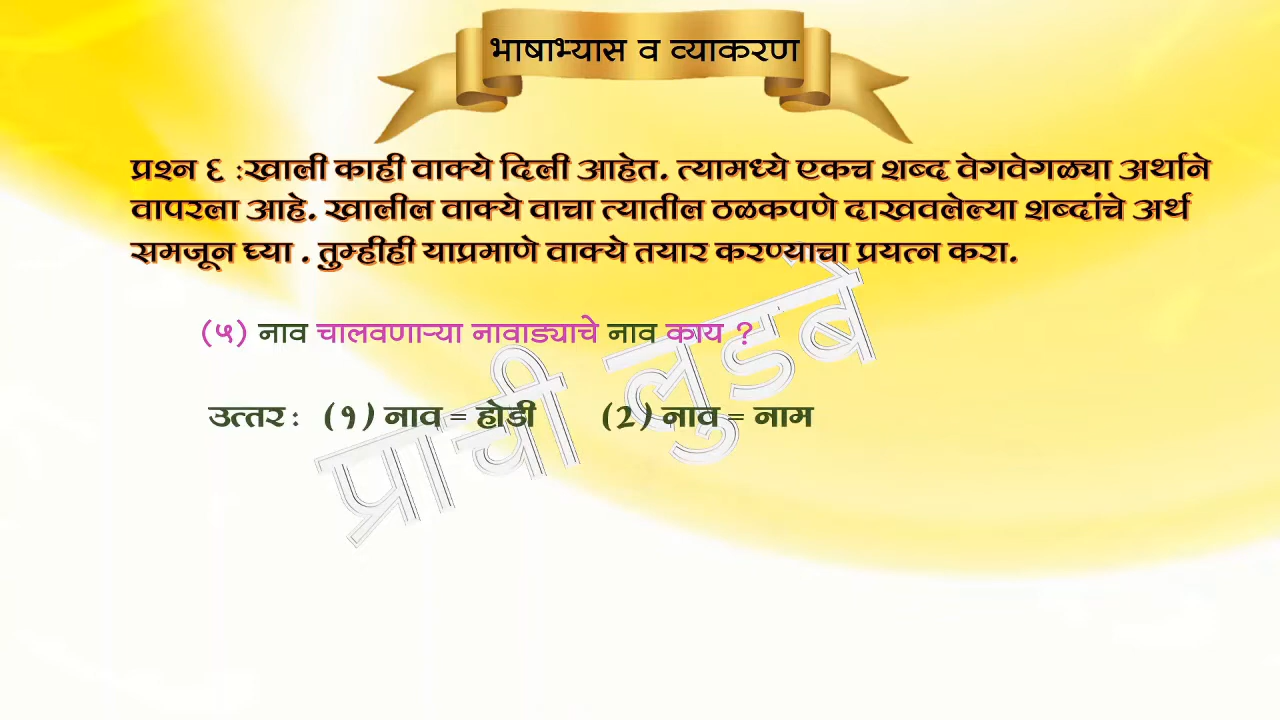 भाषाभ्यास व व्याकरण
प्रश्न ६ :खाली काही वाक्ये दिली आहेत. त्यामध्ये एकच शब्द वेगवेगळ्या अर्थाने
वापरला आहे. खालील वाक्ये वाचा त्यातील ठळकपणे दाखवलेल्या शब्दांचे अर्थ
समजून घ्या . तुम्हीही याप्रमाणे वाक्ये तयार करण्याचा प्रयत्न करा.
(५) नाव चालवणाऱ्या नावाड्याचे नाव काय ?
उत्तर : (१) नाव = होडी (2) नाव = नाम
प्राची लुडबे